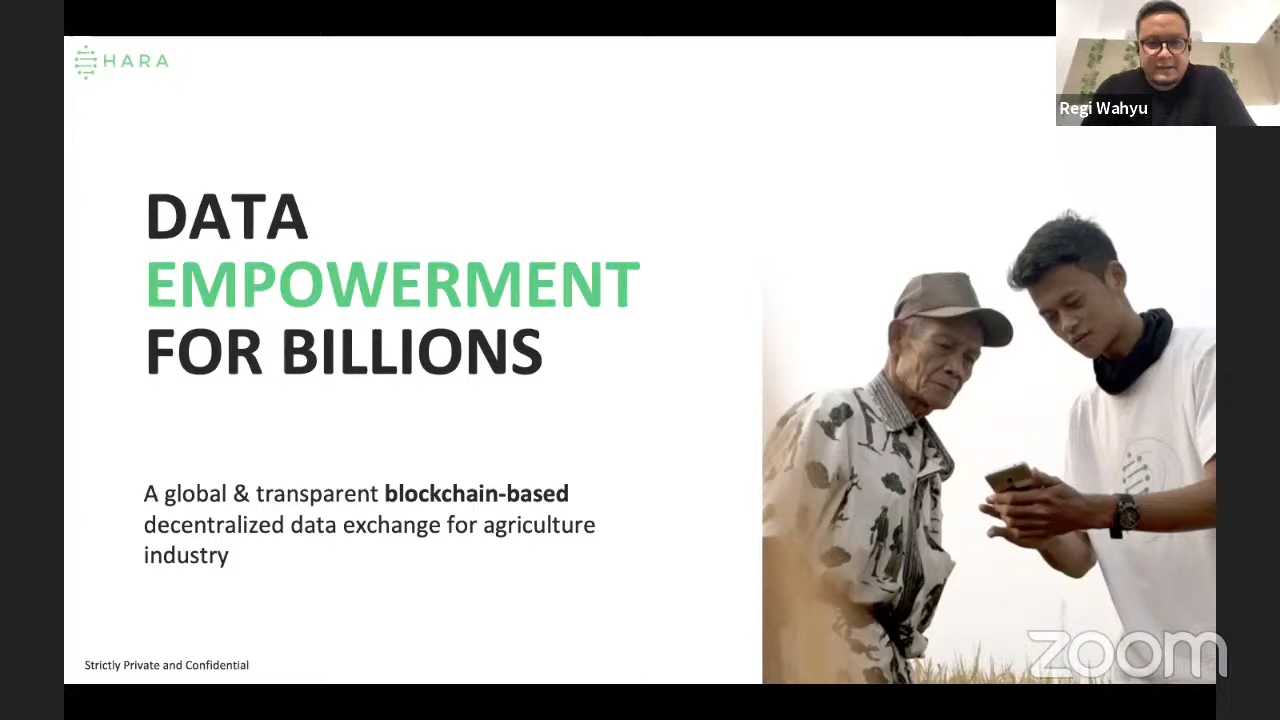 HARA
Regi Wahyu
DATA
EMPOWERMENT
FOR BILLIONS
A global & transparent blockchain-based
decentralized data exchange for agriculture
industry
Strictly Private and Confidential
zoom